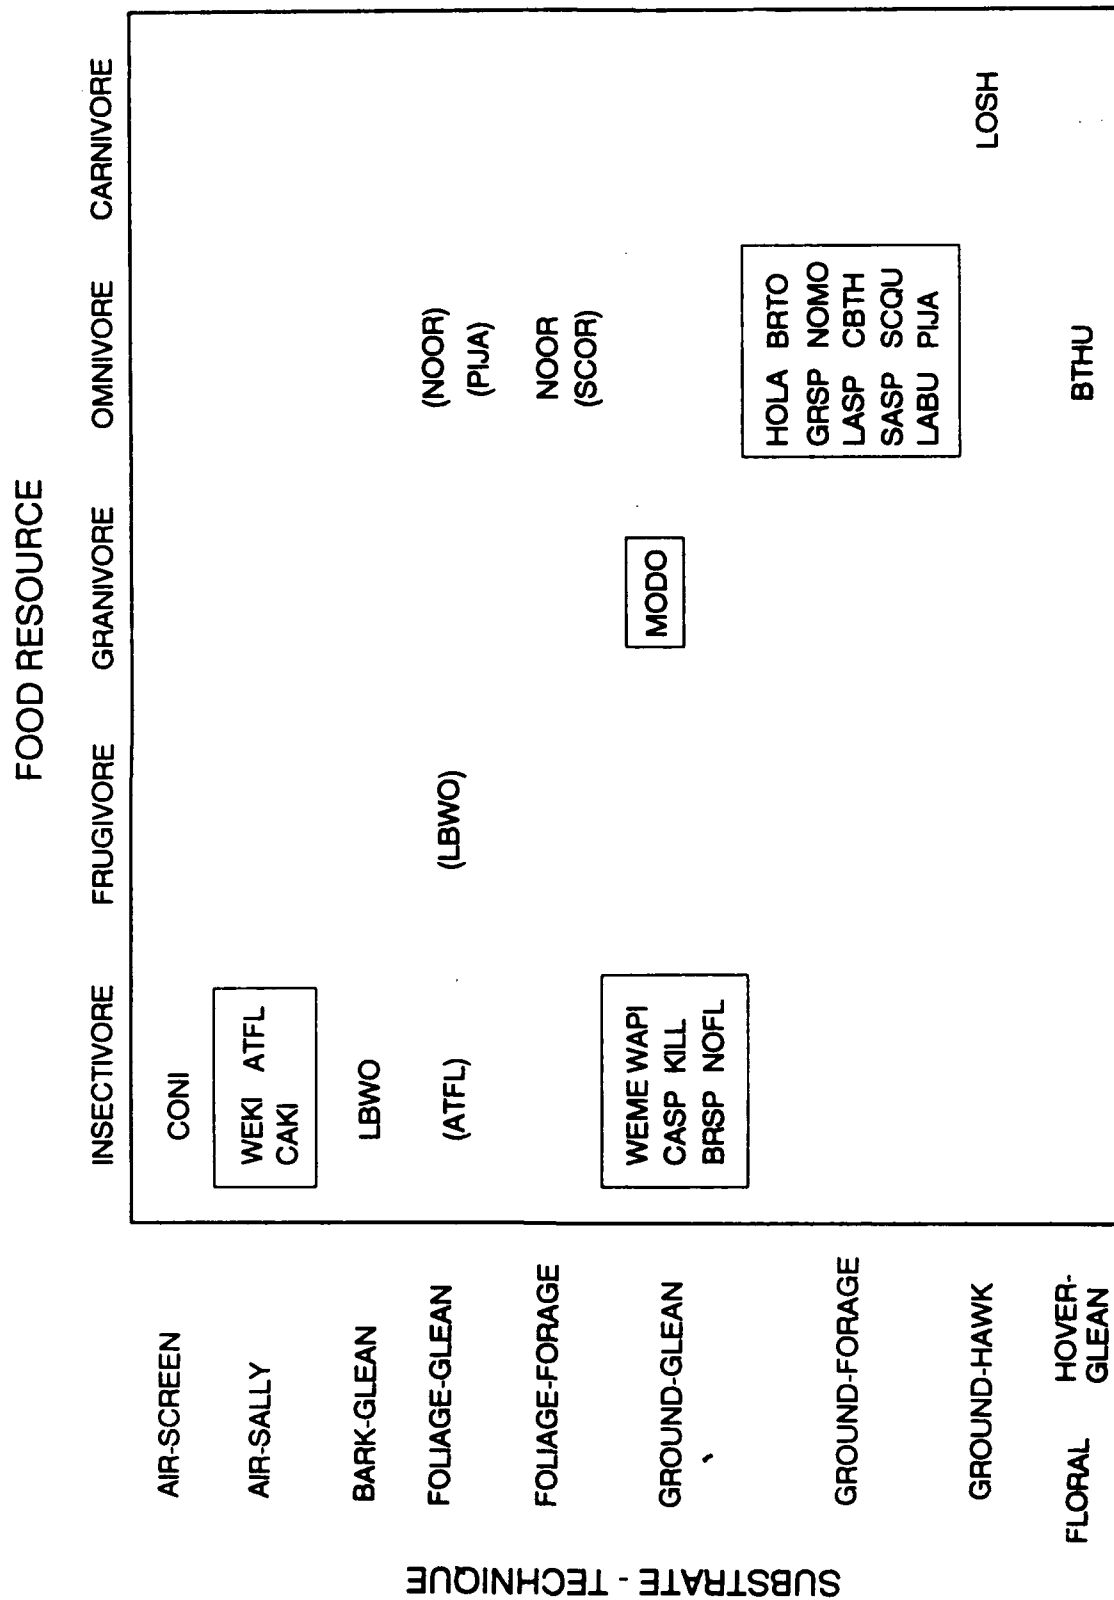 FOOD RESOURCE
INSECTIVORE FRUGIVORE GRANIVORE OMNIVORE CARNIVORE
SUBSTRATE - TECHNIQUE
AIR-SCREEN CONI
AIR-SALLY WEKI ATFL
CAKI
BARK-GLEAN LBWO
FOLIAGE-GLEAN (ATFL) (LBWO) (NOOR)
(PIJA)
FOLIAGE-FORAGE NOOR
(SCOR)
GROUND-GLEAN WEME WAPI MODO
CASP KILL
BRSP NOFL
GROUND-FORAGE HOLA BRTO
GRSP NOMO
LASP CBTH
SASP SCQU
LABU PIJA
GROUND-HAWK LOSH
FLORAL HOVER-
GLEAN BTHU